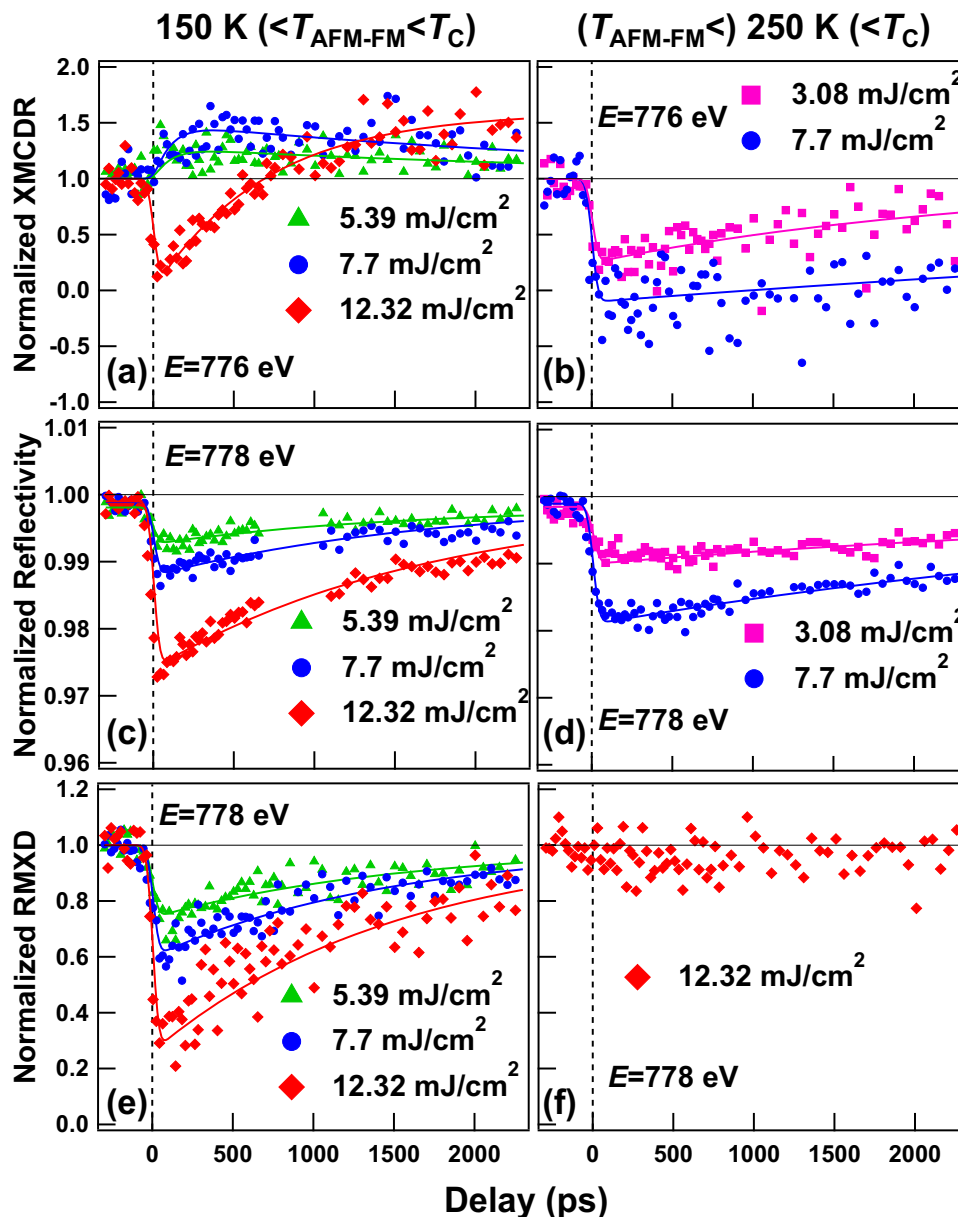 150 K (<T_AFM-FM<T_C)
(T_AFM-FM<) 250 K (<T_C)
Normalized XMCDR
2.0
1.5
1.0
0.5
0.0
-0.5
-1.0
5.39 mJ/cm²
7.7 mJ/cm²
12.32 mJ/cm²
(a)
E=776 eV
E=776 eV
3.08 mJ/cm²
7.7 mJ/cm²
(b)
Normalized Reflectivity
1.01
1.00
0.99
0.98
0.97
0.96
E=778 eV
5.39 mJ/cm²
7.7 mJ/cm²
12.32 mJ/cm²
(c)
3.08 mJ/cm²
7.7 mJ/cm²
E=778 eV
(d)
Normalized RMXD
1.2
1.0
0.8
0.6
0.4
0.2
0.0
E=778 eV
5.39 mJ/cm²
7.7 mJ/cm²
12.32 mJ/cm²
(e)
12.32 mJ/cm²
E=778 eV
(f)
0 500 1000 1500 2000
0 500 1000 1500 2000
Delay (ps)